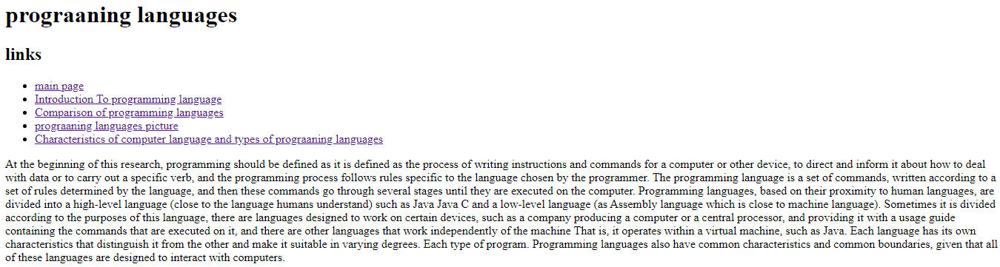 prograaning languages
links
main page
Introduction To programming language
Comparison of programming languages
prograaning languages picture
Characteristics of computer language and types of prograaning languages
At the beginning of this research, programming should be defined as it is defined as the process of writing instructions and commands for a computer or other device, to direct and inform it about how to deal
with data or to carry out a specific verb, and the programming process follows rules specific to the language chosen by the programmer. The programming language is a set of commands, written according to a
set of rules determined by the language, and then these commands go through several stages until they are executed on the computer. Programming languages, based on their proximity to human languages, are
divided into a high-level language (close to the language humans understand) such as Java Java C and a low-level language (as Assembly language which is close to machine language). Sometimes it is divided
according to the purposes of this language, there are languages designed to work on certain devices, such as a company producing a computer or a central processor, and providing it with a usage guide
containing the commands that are executed on it, and there are other languages that work independently of the machine That is, it operates within a virtual machine, such as Java. Each language has its own
characteristics that distinguish it from the other and make it suitable in varying degrees. Each type of program. Programming languages also have common characteristics and common boundaries, given that all
of these languages are designed to interact with computers.